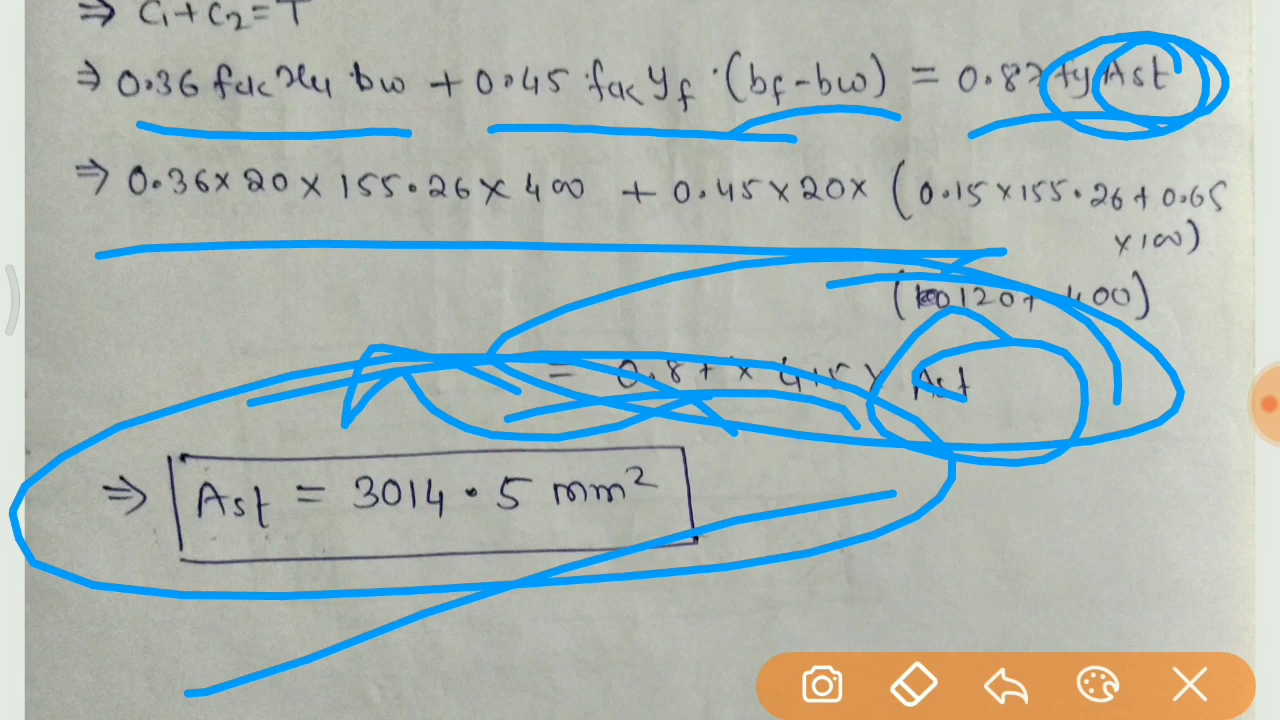 ⇒ C₁ + C₂ = T
⇒ 0.36 fck xu bw + 0.45 fck yf (bf - bw) = 0.87 fy Ast
⇒ 0.36 × 20 × 155.26 × 400 + 0.45 × 20 × (0.15 × 155.26 + 0.65
× 100)
(
400)
= 0.87 × 415 × Ast
⇒ Ast = 3014.5 mm²